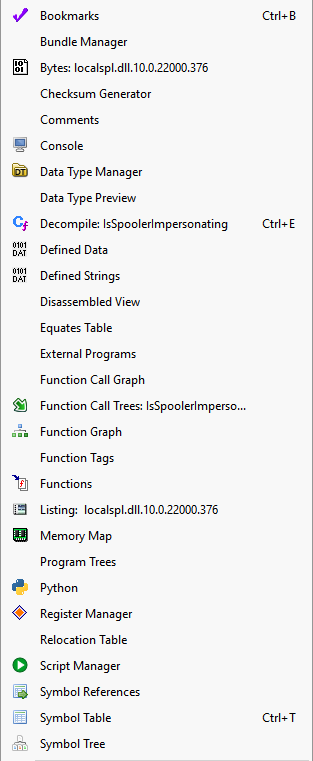 Bookmarks Ctrl+B
Bundle Manager
Bytes: localspl.dll.10.0.22000.376
Checksum Generator
Comments
Console
Data Type Manager
Data Type Preview
Decompile: IsSpoolerImpersonating Ctrl+E
Defined Data
Defined Strings
Disassembled View
Equates Table
External Programs
Function Call Graph
Function Call Trees: IsSpoolerImperso...
Function Graph
Function Tags
Functions
Listing:  localspl.dll.10.0.22000.376
Memory Map
Program Trees
Python
Register Manager
Relocation Table
Script Manager
Symbol References
Symbol Table Ctrl+T
Symbol Tree